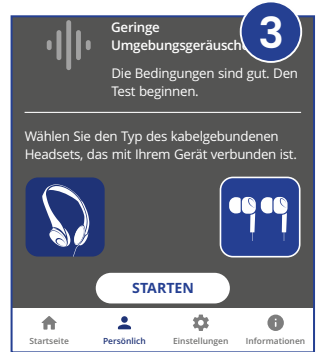 3
Geringe
Umgebungsgeräusche
Die Bedingungen sind gut. Den
Test beginnen.
Wählen Sie den Typ des kabelgebundenen
Headsets, das mit Ihrem Gerät verbunden ist.
STARTEN
Startseite Persönlich Einstellungen Informationen